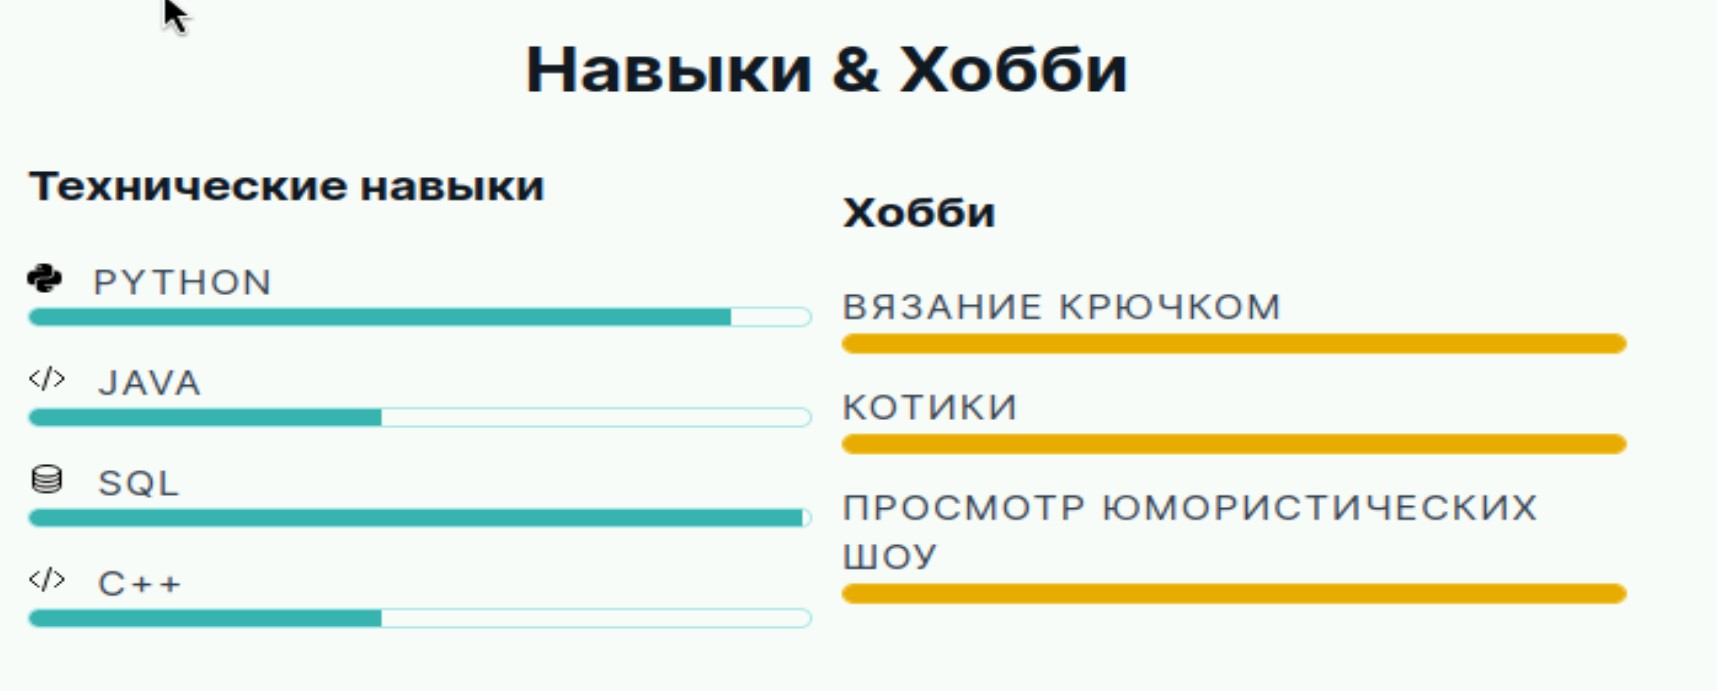 Навыки & Хобби
Технические навыки
PYTHON
JAVA
SQL
C++
Хобби
ВЯЗАНИЕ КРЮЧКОМ
КОТИКИ
ПРОСМОТР ЮМОРИСТИЧЕСКИХ
ШОУ